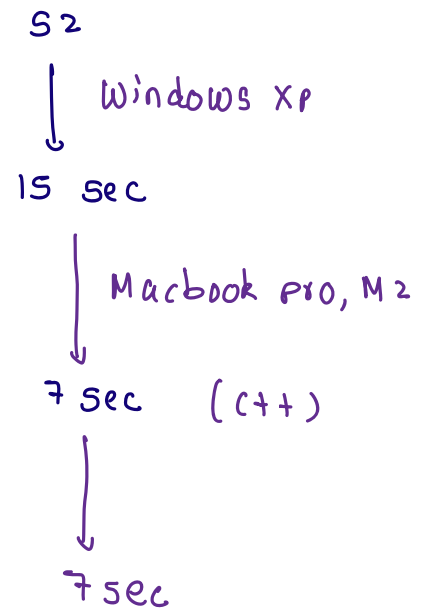 S2
Windows XP
15 sec
Macbook pro, M2
7 sec (C++)
7 sec